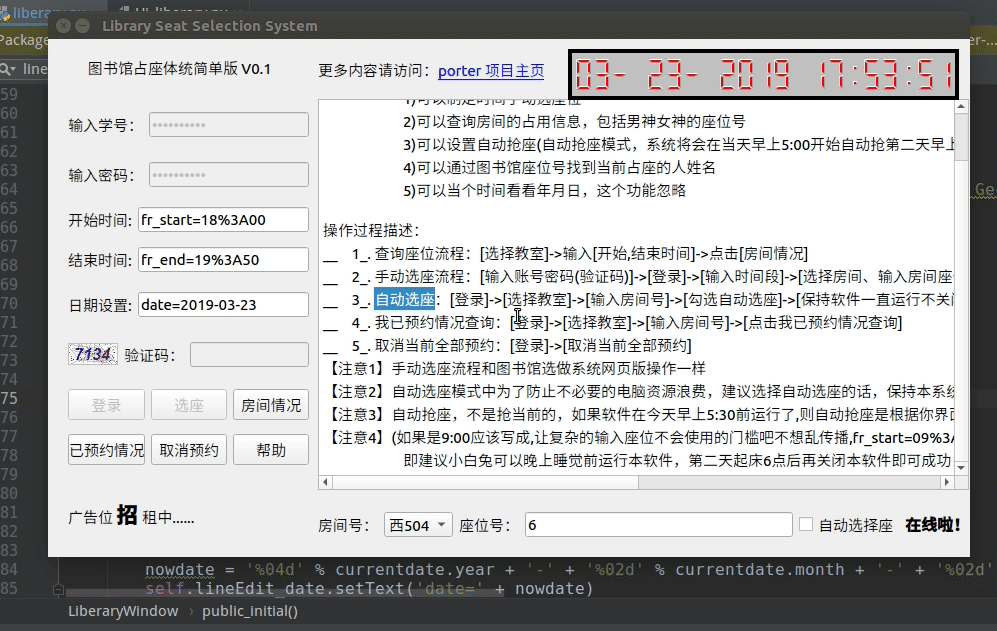 Library Seat Selection System
图书馆占座体统简单版 V0.1
更多内容请访问：porter 项目主页
03- 23- 2019 17:53:51
输入学号：
输入密码：
开始时间: fr_start=18%3A00
结束时间: fr_end=19%3A50
日期设置: date=2019-03-23
7134 验证码：
登录 选座 房间情况
已预约情况 取消预约 帮助
广告位 招 租中......
2)可以查询房间的占用信息，包括男神女神的座位号
3)可以设置自动抢座(自动抢座模式，系统将会在当天早上5:00开始自动抢第二天早上
4)可以通过图书馆座位号找到当前占座的人姓名
5)可以当个时间看看年月日，这个功能忽略
操作过程描述：
__ 1_. 查询座位流程：[选择教室]->输入[开始,结束时间]->点击[房间情况]
__ 2_. 手动选座流程：[输入账号密码(验证码)]->[登录]->[输入时间段]->[选择房间、输入房间座
__ 3_. 自动选座：[登录]->[选择教室]->[输入房间号]->[勾选自动选座]->[保持软件一直运行不关
__ 4_. 我已预约情况查询：[登录]->[选择教室]->[输入房间号]->[点击我已预约情况查询]
__ 5_. 取消当前全部预约：[登录]->[取消当前全部预约]
【注意1】手动选座流程和图书馆选做系统网页版操作一样
【注意2】自动选座模式中为了防止不必要的电脑资源浪费，建议选择自动选座的话，保持本系
【注意3】自动抢座，不是抢当前的，如果软件在今天早上5:30前运行了,则自动抢座是根据你界
【注意4】(如果是9:00应该写成,让复杂的输入座位不会使用的门槛吧不想乱传播,fr_start=09%3A
即建议小白兔可以晚上睡觉前运行本软件，第二天起床6点后再关闭本软件即可成功
房间号： 西504 座位号： 6 自动选择座 在线啦!
Package
line
59
60
61
62
63
64
65
66
67
68
69
70
71
72
73
74
75
76
77
78
79
80
81
82
83
84 nowdate = '%04d' % currentdate.year + '-' + '%02d' % currentdate.month + '-' + '%02d'
85 self.lineEdit_date.setText('date=' + nowdate)
LiberaryWindow › public_initial()